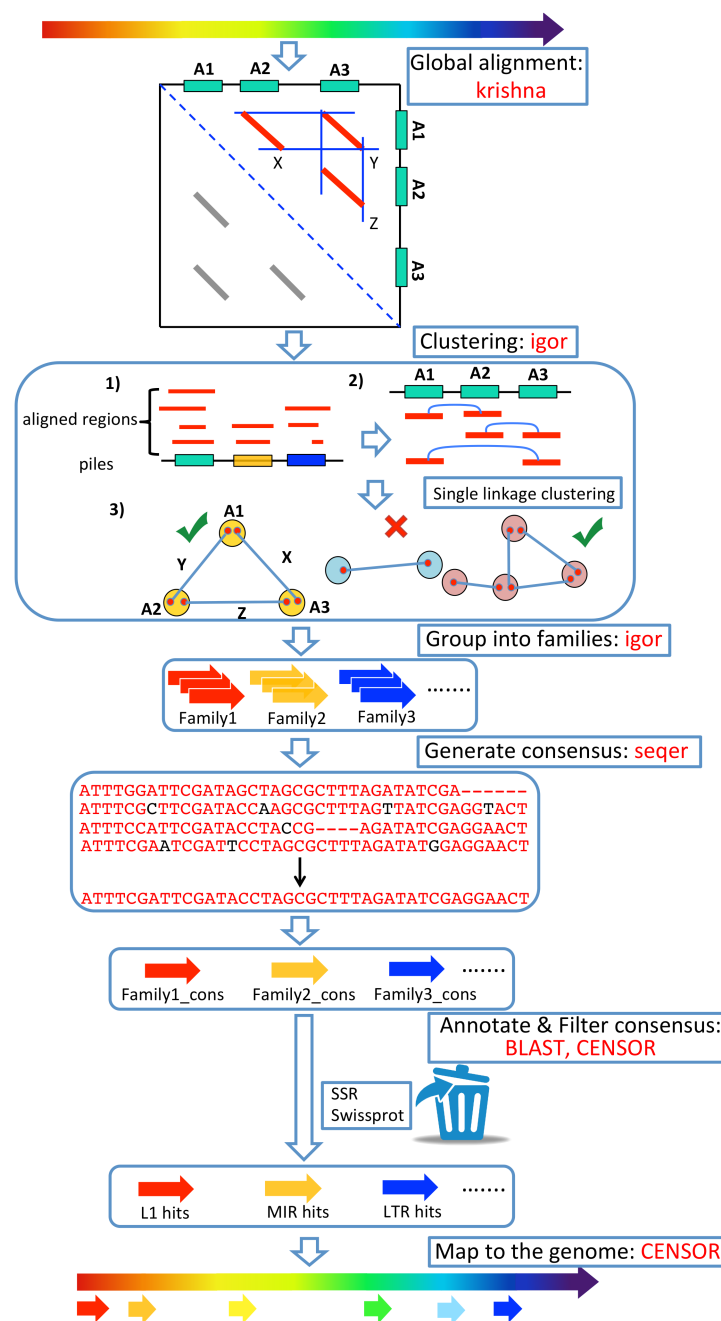 Global alignment:
krishna
A1 A2 A3
A1
A2
A3
X Y
Z
Clustering: igor
1)
aligned regions
piles
2)
A1 A2 A3
Single linkage clustering
3)
A1
Y X
A2 Z A3
Group into families: igor
Family1 Family2 Family3 .......
Generate consensus: seqer
ATTTGGATTCGATAGCTAGCGCTTTAGATATCGA------
ATTTCGCTTCGATACCAAGCGCTTTAGTTATCGAGGTACT
ATTTCCATTCGATACCTACCG----AGATATCGAGGAACT
ATTTCGAATCGATTCCTAGCGCTTTAGATATGGAGGAACT
ATTTCGATTCGATACCTAGCGCTTTAGATATCGAGGAACT
Family1_cons Family2_cons Family3_cons .......
Annotate & Filter consensus:
BLAST, CENSOR
SSR
Swissprot
L1 hits MIR hits LTR hits .......
Map to the genome: CENSOR